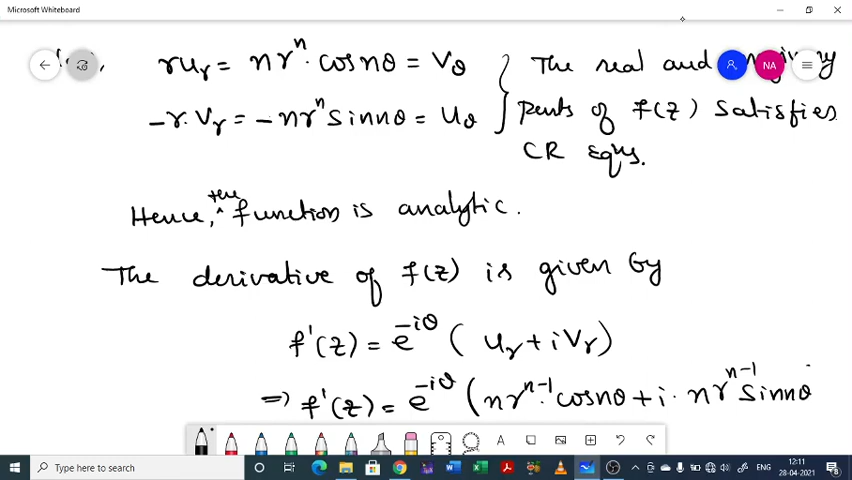 Microsoft Whiteboard
NA
r u_r = n r^n · cos nθ = v_θ
-r · v_r = -n r^n sin nθ = u_θ
The real and
parts of f(z) satisfies
CR Eqns.
Hence, the function is analytic.
The derivative of f(z) is given by
f'(z) = e^{-iθ} ( u_r + i v_r )
⇒ f'(z) = e^{-iθ} ( n r^{n-1} · cos nθ + i · n r^{n-1} sin nθ
A
Type here to search
ENG
12:11
28-04-2021
8